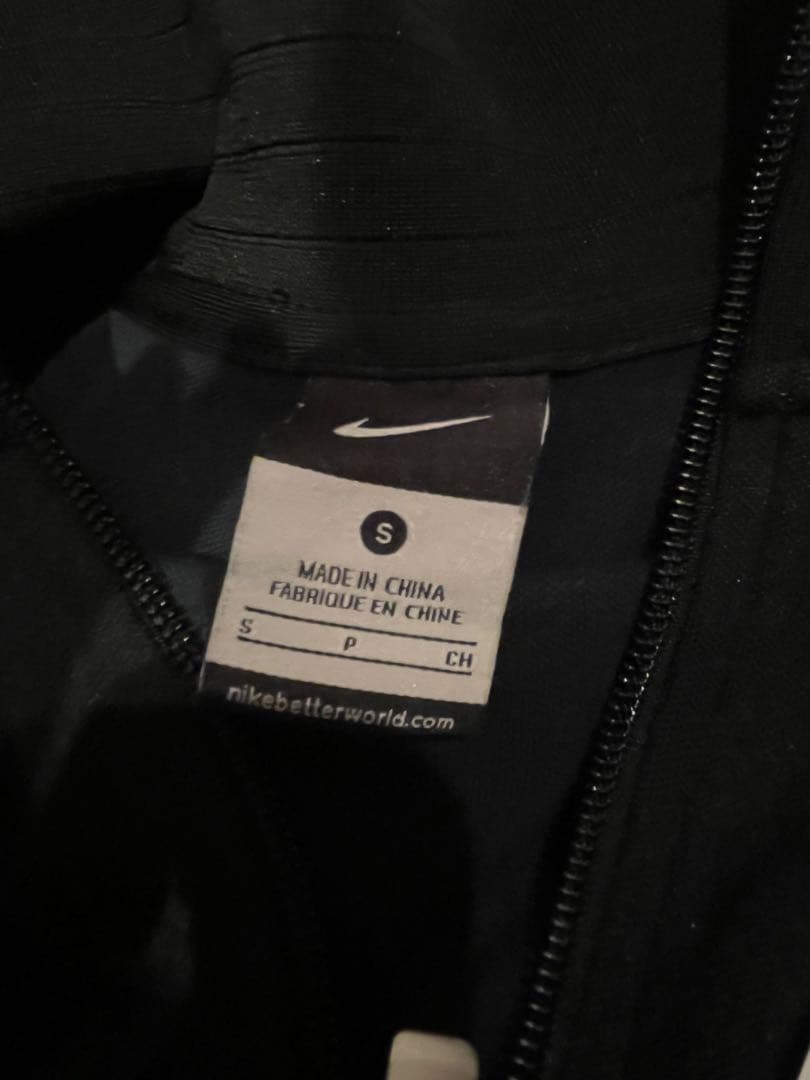 S
MADE IN CHINA
FABRIQUE EN CHINE
S P CH
nikebetterworld.com